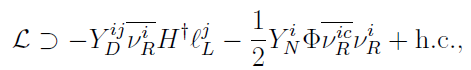 $\mathcal{L} \supset -Y_D^{ij} \overline{\nu_R^i} H^\dagger \ell_L^j - \frac{1}{2} Y_N^i \Phi \overline{\nu_R^{ic}} \nu_R^i + \text{h.c.},$